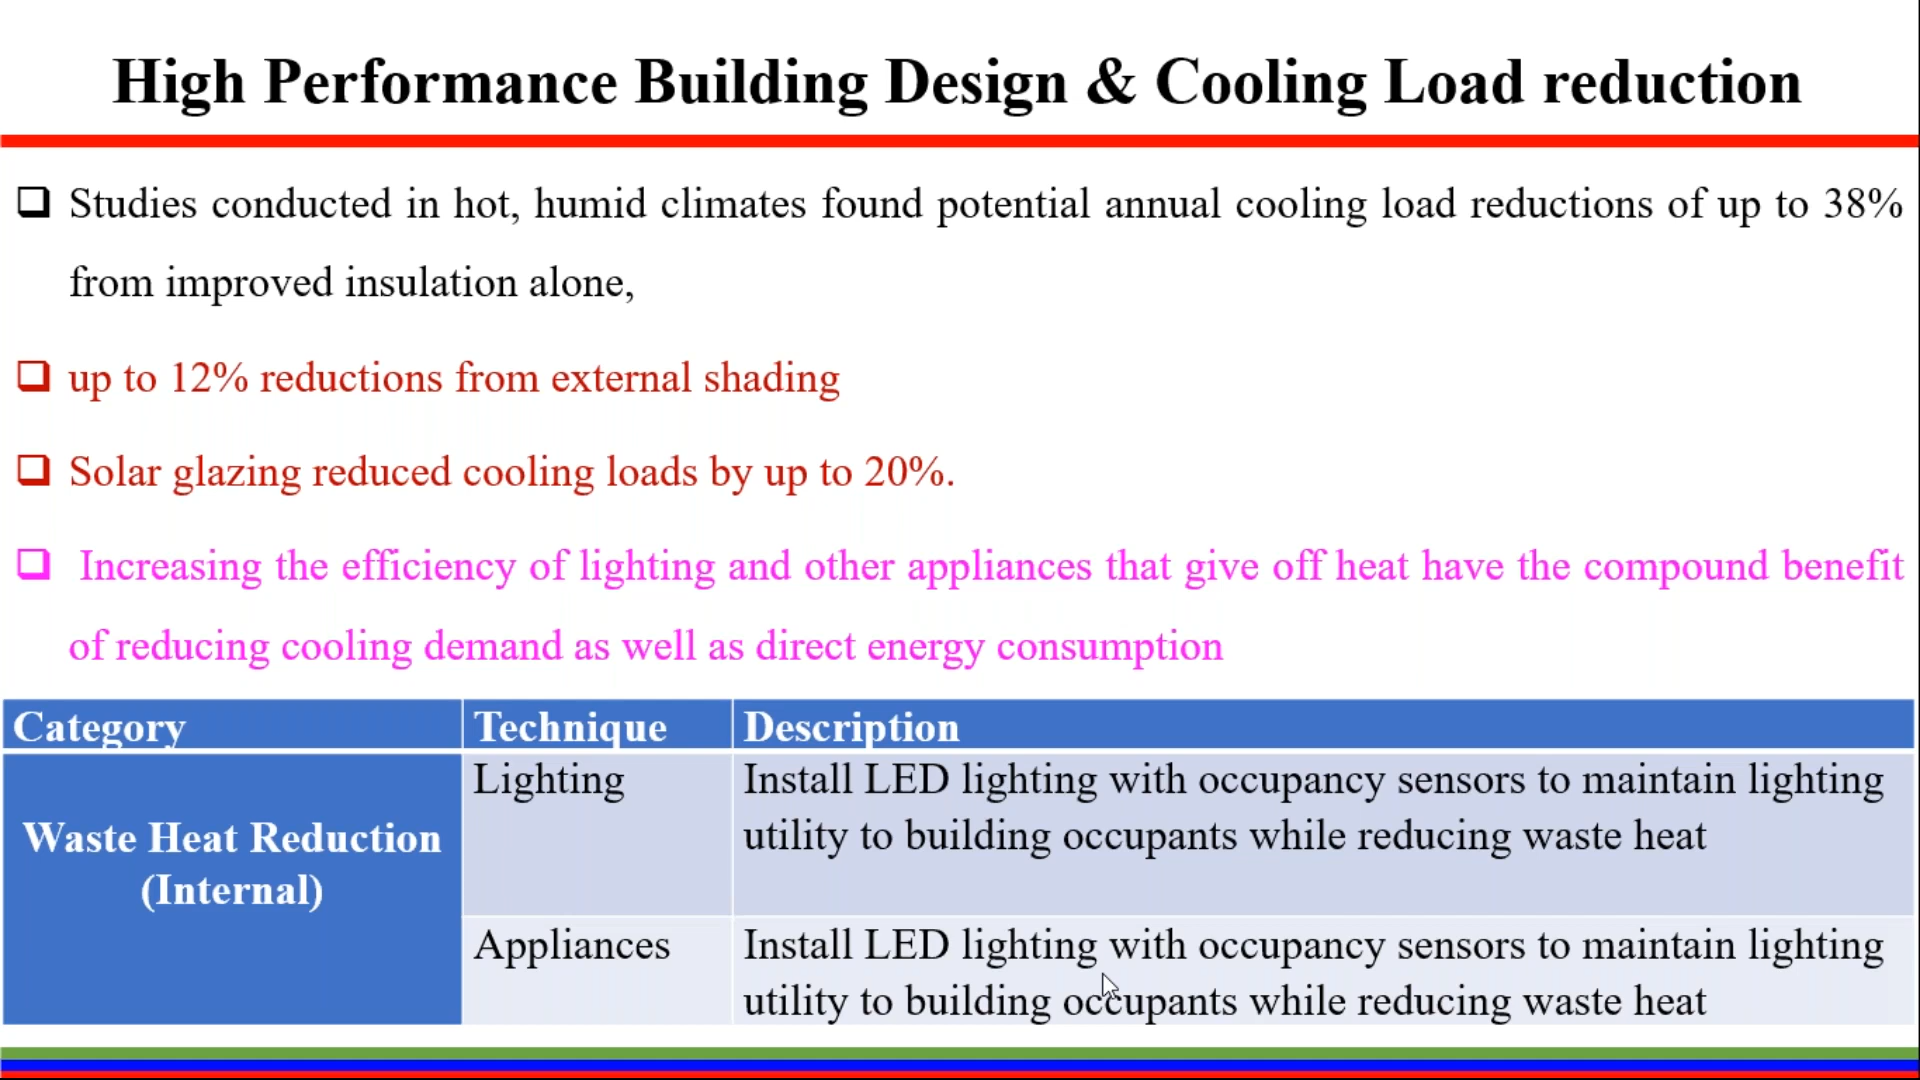 High Performance Building Design & Cooling Load reduction
Studies conducted in hot, humid climates found potential annual cooling load reductions of up to 38%
from improved insulation alone,
up to 12% reductions from external shading
Solar glazing reduced cooling loads by up to 20%.
Increasing the efficiency of lighting and other appliances that give off heat have the compound benefit
of reducing cooling demand as well as direct energy consumption
Category
Technique
Description
Waste Heat Reduction
(Internal)
Lighting
Install LED lighting with occupancy sensors to maintain lighting
utility to building occupants while reducing waste heat
Appliances
Install LED lighting with occupancy sensors to maintain lighting
utility to building occupants while reducing waste heat